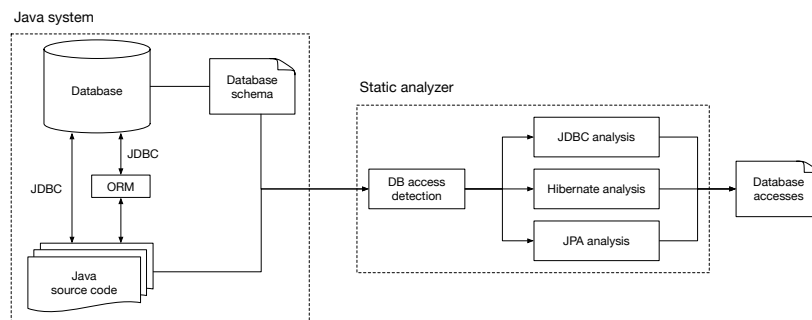 Java system
Database
Database
schema
JDBC
JDBC
ORM
Java
source code
Static analyzer
DB access
detection
JDBC analysis
Hibernate analysis
JPA analysis
Database
accesses